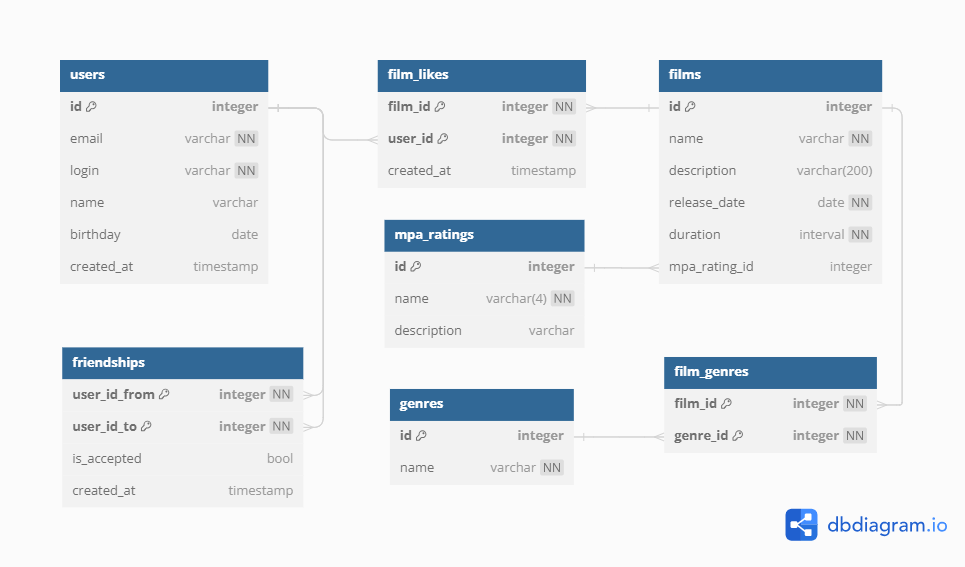 users
id integer
email varchar NN
login varchar NN
name varchar
birthday date
created_at timestamp
film_likes
film_id integer NN
user_id integer NN
created_at timestamp
films
id integer
name varchar NN
description varchar(200)
release_date date NN
duration interval NN
mpa_rating_id integer
mpa_ratings
id integer
name varchar(4) NN
description varchar
friendships
user_id_from integer NN
user_id_to integer NN
is_accepted bool
created_at timestamp
genres
id integer
name varchar NN
film_genres
film_id integer NN
genre_id integer NN
dbdiagram.io